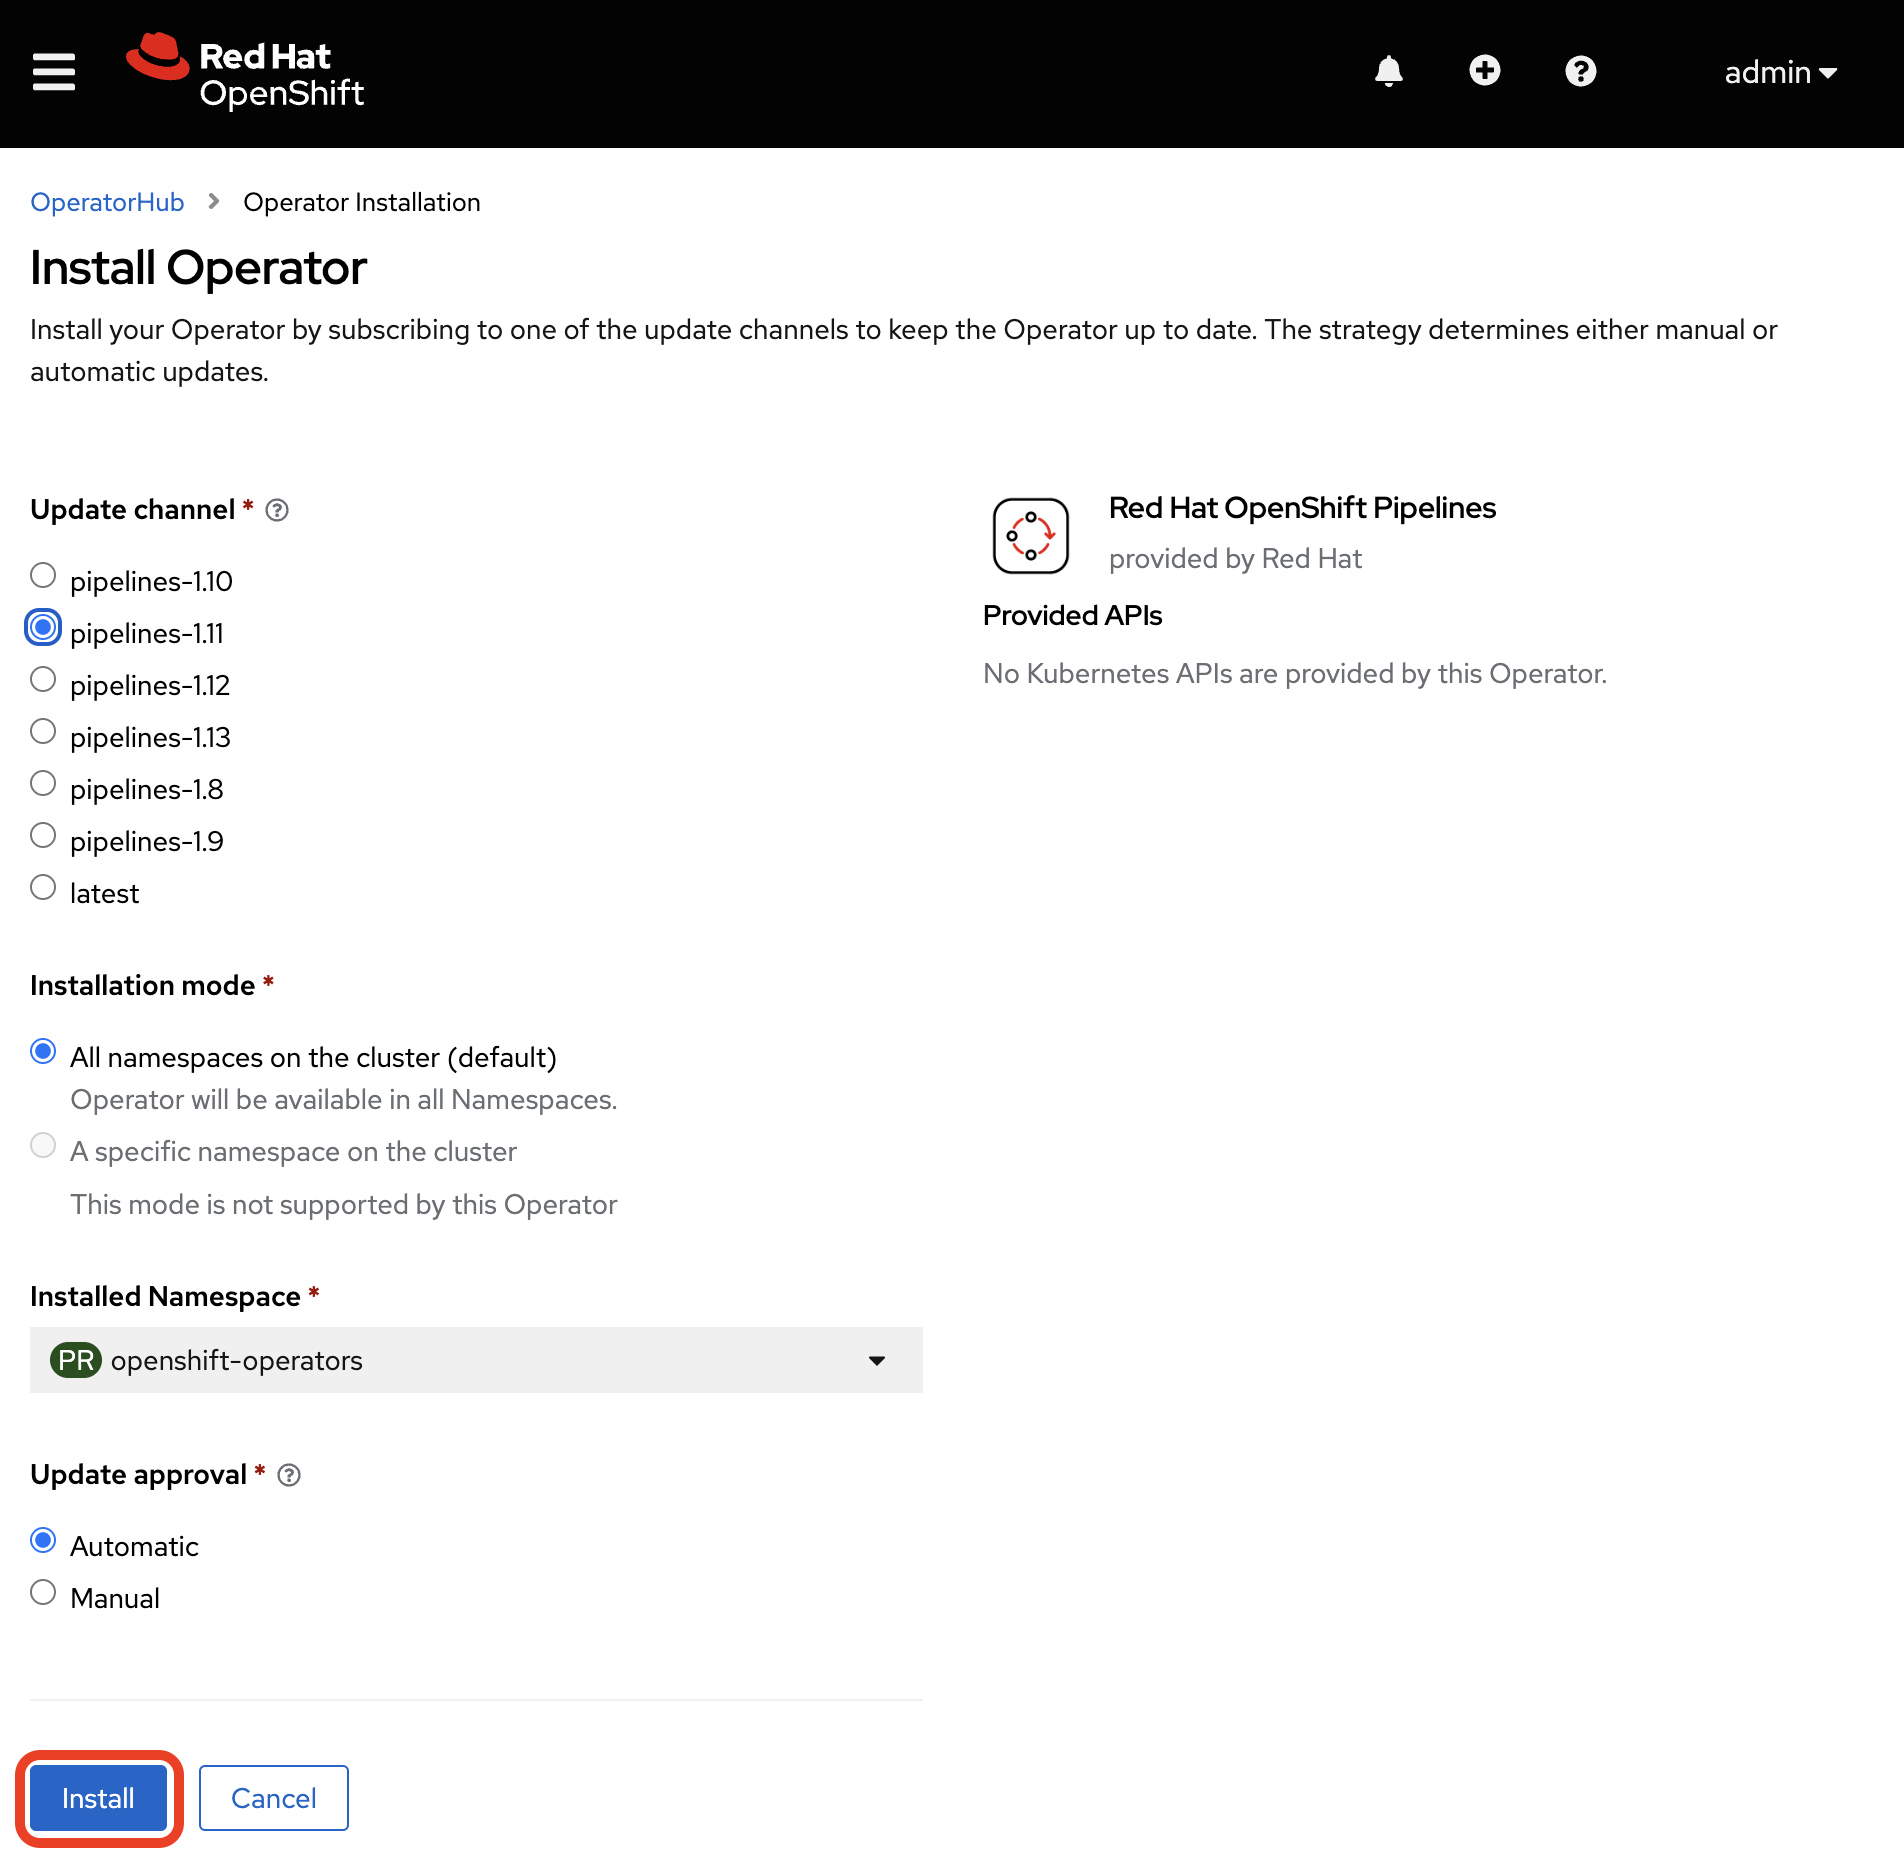 Red Hat
OpenShift
admin
OperatorHub
Operator Installation
Install Operator
Install your Operator by subscribing to one of the update channels to keep the Operator up to date. The strategy determines either manual or
automatic updates.
Update channel *
pipelines-1.10
pipelines-1.11
pipelines-1.12
pipelines-1.13
pipelines-1.8
pipelines-1.9
latest
Installation mode *
All namespaces on the cluster (default)
Operator will be available in all Namespaces.
A specific namespace on the cluster
This mode is not supported by this Operator
Installed Namespace *
PR openshift-operators
Update approval *
Automatic
Manual
Install
Cancel
Red Hat OpenShift Pipelines
provided by Red Hat
Provided APIs
No Kubernetes APIs are provided by this Operator.